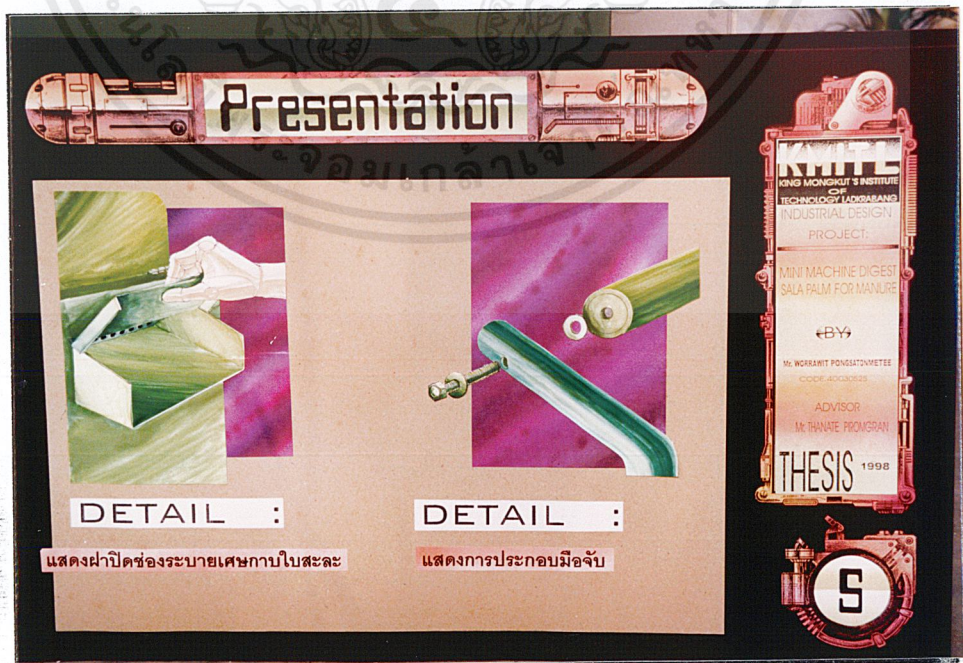 Presentation
DETAIL :
แสดงฝาปิดช่องระบายเศษกาบใบสะละ
DETAIL :
แสดงการประกอบมือจับ
KMITL
KING MONGKUT'S INSTITUTE
OF
TECHNOLOGY LADKRABANG
INDUSTRIAL DESIGN
PROJECT:
MINI MACHINE DIGEST
SALA PALM FOR MANURE
BY
Mr. WORRAWIT PONGSATONMETEE
CODE 40030525
ADVISOR
Mr. THANATE PROMGRAN
THESIS 1998
5